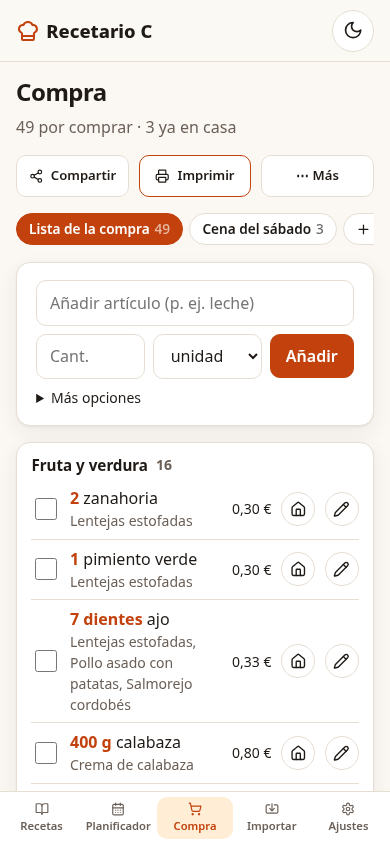 Recetario C
Compra
49 por comprar · 3 ya en casa
Compartir
Imprimir
··· Más
Lista de la compra 49
Cena del sábado 3
+
Añadir artículo (p. ej. leche)
Cant.
unidad
Añadir
Más opciones
Fruta y verdura 16
2 zanahoria
Lentejas estofadas
0,30 €
1 pimiento verde
Lentejas estofadas
0,30 €
7 dientes ajo
Lentejas estofadas,
Pollo asado con
patatas, Salmorejo
cordobés
0,33 €
400 g calabaza
Crema de calabaza
0,80 €
Recetas
Planificador
Compra
Importar
Ajustes